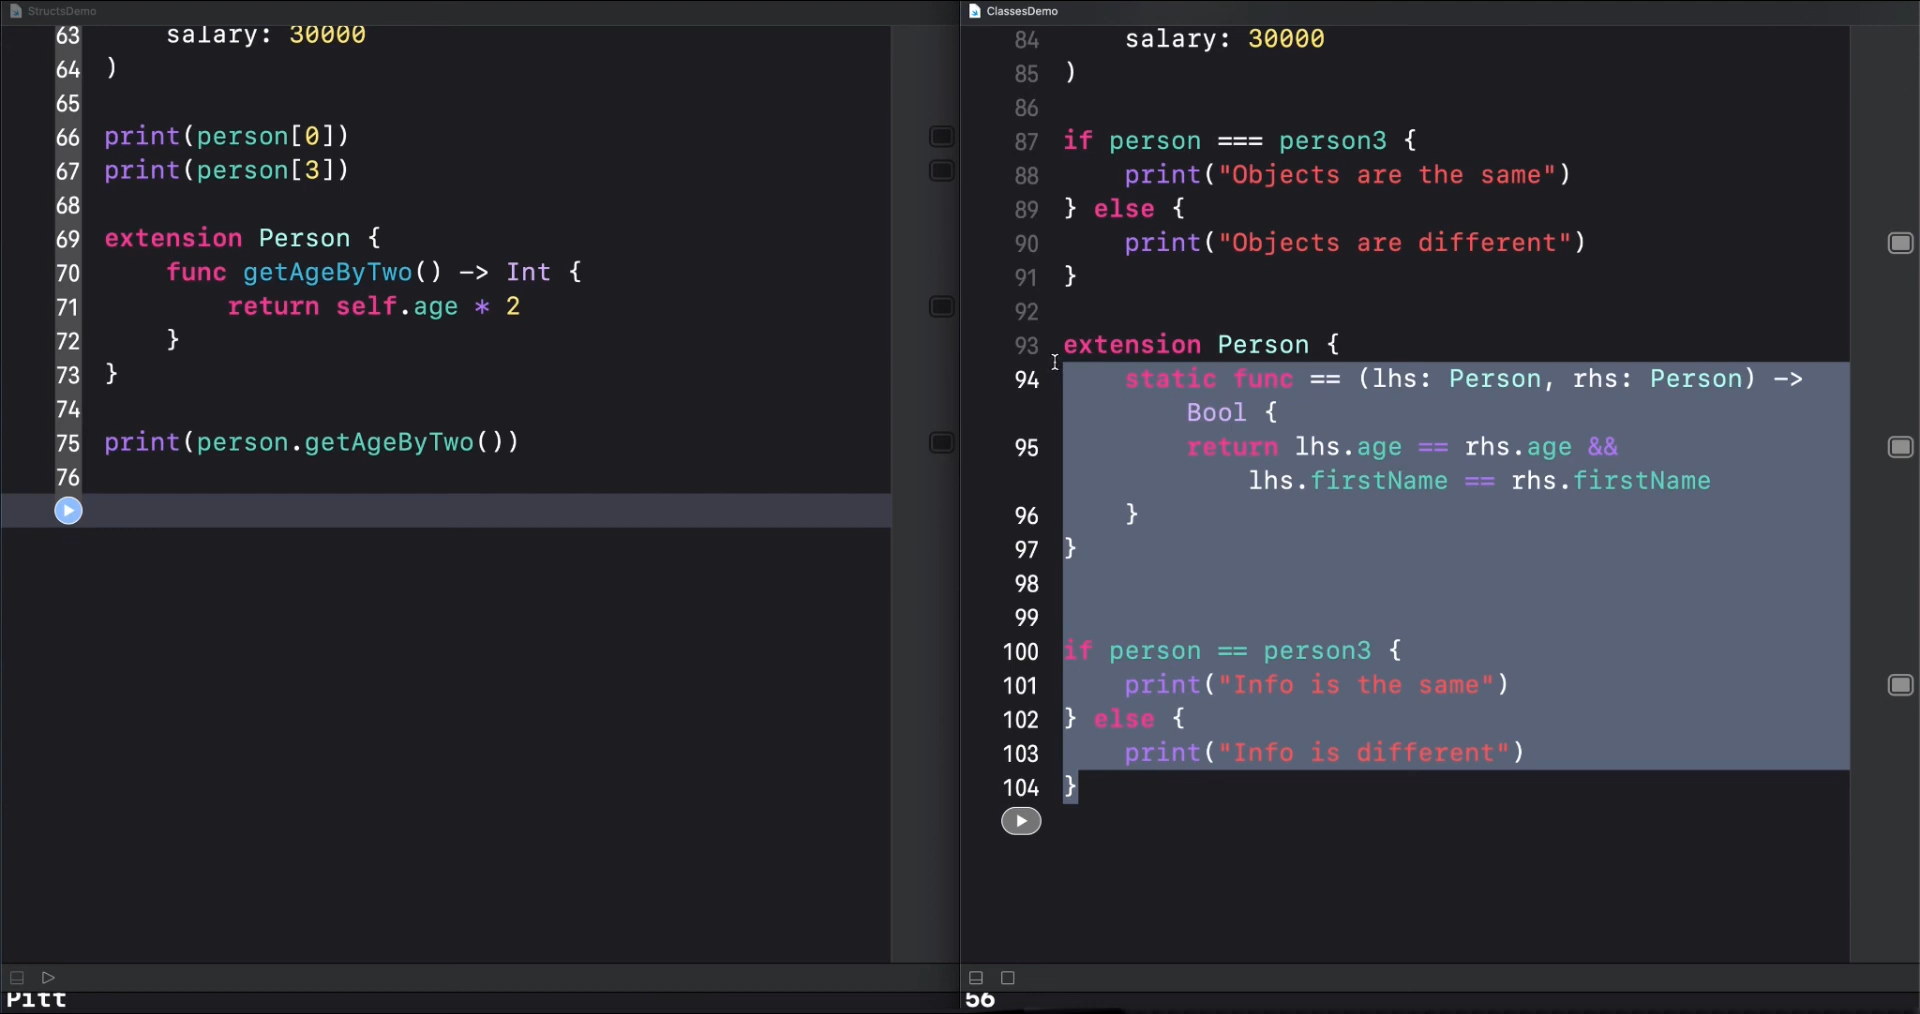 StructsDemo
63 salary: 30000
64 )
65
66 print(person[0])
67 print(person[3])
68
69 extension Person {
70 func getAgeByTwo() -> Int {
71 return self.age * 2
72 }
73 }
74
75 print(person.getAgeByTwo())
76
Pitt
ClassesDemo
84 salary: 30000
85 )
86
87 if person === person3 {
88 print("Objects are the same")
89 } else {
90 print("Objects are different")
91 }
92
93 extension Person {
94 static func == (lhs: Person, rhs: Person) ->
Bool {
95 return lhs.age == rhs.age &&
lhs.firstName == rhs.firstName
96 }
97 }
98
99
100 if person == person3 {
101 print("Info is the same")
102 } else {
103 print("Info is different")
104 }
56